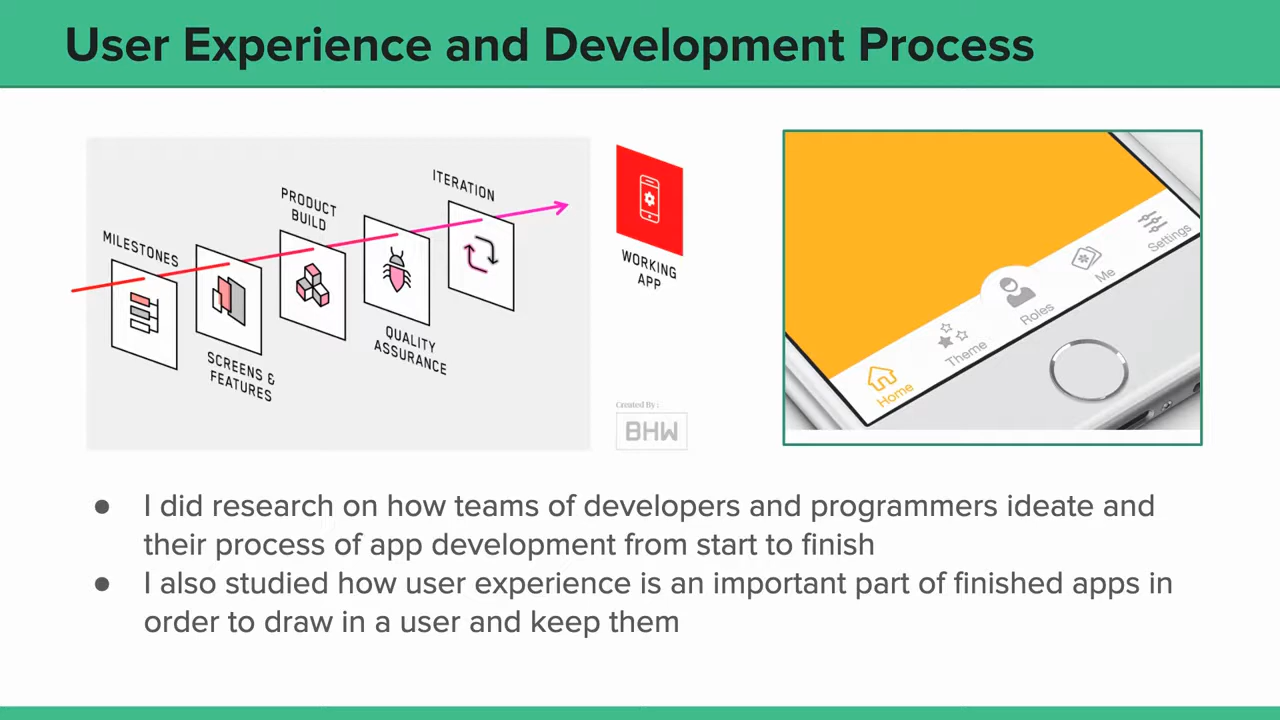 User Experience and Development Process
MILESTONES
SCREENS &
FEATURES
PRODUCT
BUILD
QUALITY
ASSURANCE
ITERATION
WORKING
APP
Created By :
BHW
Home
Theme
Roles
Me
Settings
● I did research on how teams of developers and programmers ideate and
their process of app development from start to finish
● I also studied how user experience is an important part of finished apps in
order to draw in a user and keep them